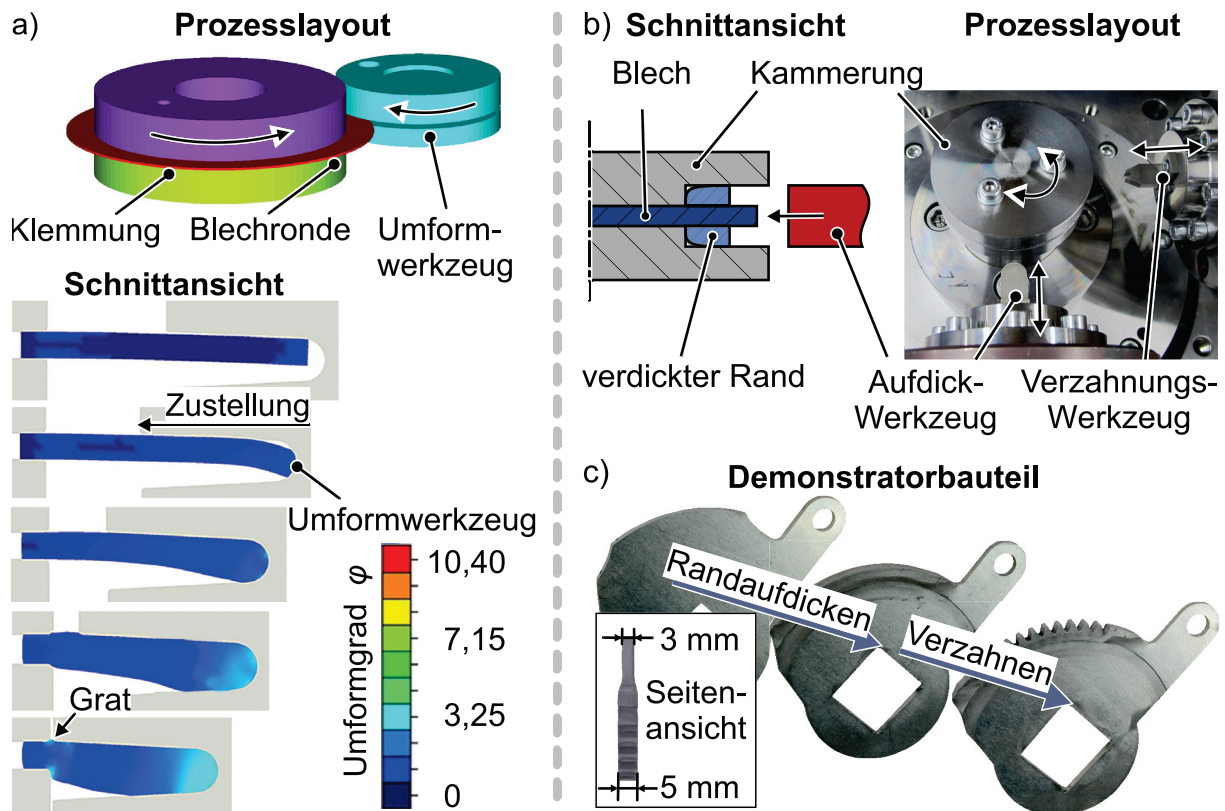 a)
Prozesslayout
Klemmung
Blechronde
Umform-
werkzeug
Schnittansicht
Zustellung
Umformwerkzeug
Grat
Umformgrad φ
10,40
7,15
3,25
0
b)
Schnittansicht
Prozesslayout
Blech
Kammerung
verdickter Rand
Aufdick-
Werkzeug
Verzahnungs-
Werkzeug
c)
Demonstratorbauteil
Randaufdicken
Verzahnen
3 mm
Seiten-
ansicht
5 mm